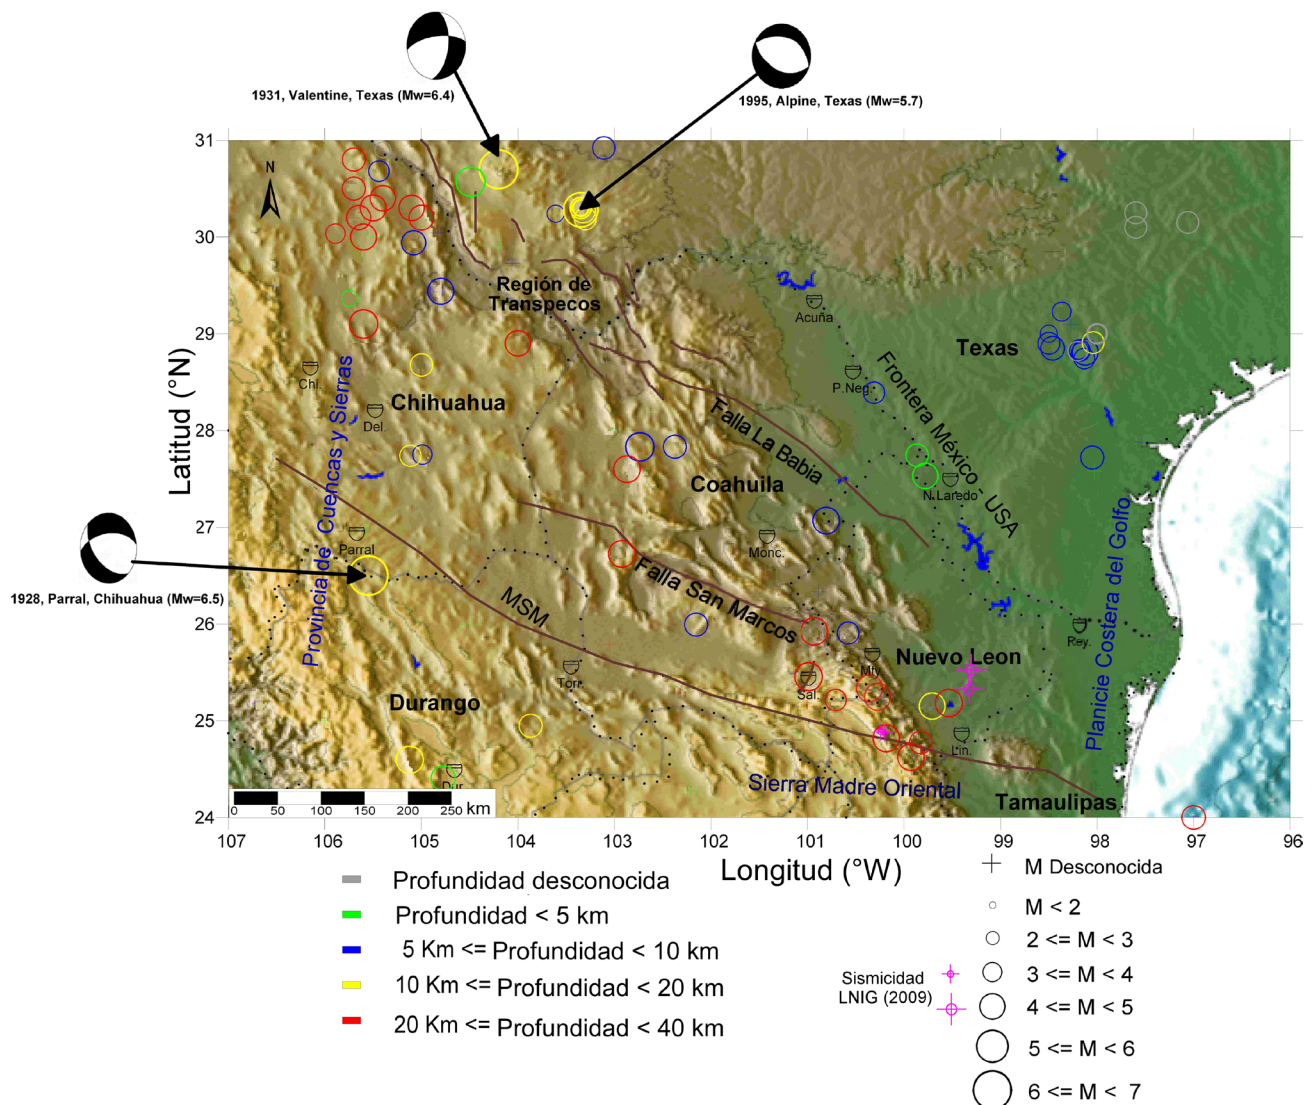 1931, Valentine, Texas (Mw=6.4)
1995, Alpine, Texas (Mw=5.7)
31
30
29
28
27
26
25
24
Latitud (°N)
N
Región de
Transpecos
Acuña
Texas
Chi.
P.Neg.
Frontera México - USA
Chihuahua
Del.
Falla La Babia
Provincia de Cuencas y Sierras
Coahuila
N.Laredo
Parral
Monc.
1928, Parral, Chihuahua (Mw=6.5)
Falla San Marcos
MSM
Planicie Costera del Golfo
Rey.
Nuevo Leon
Mty.
Torr.
Sal.
Durango
Lin.
Dur.
Sierra Madre Oriental
Tamaulipas
0 50 100 150 200 250 km
107 106 105 104 103 102 101 100 99 98 97 96
Longitud (°W)
Profundidad desconocida
Profundidad < 5 km
5 Km <= Profundidad < 10 km
10 Km <= Profundidad < 20 km
20 Km <= Profundidad < 40 km
Sismicidad
LNIG (2009)
M Desconocida
M < 2
2 <= M < 3
3 <= M < 4
4 <= M < 5
5 <= M < 6
6 <= M < 7